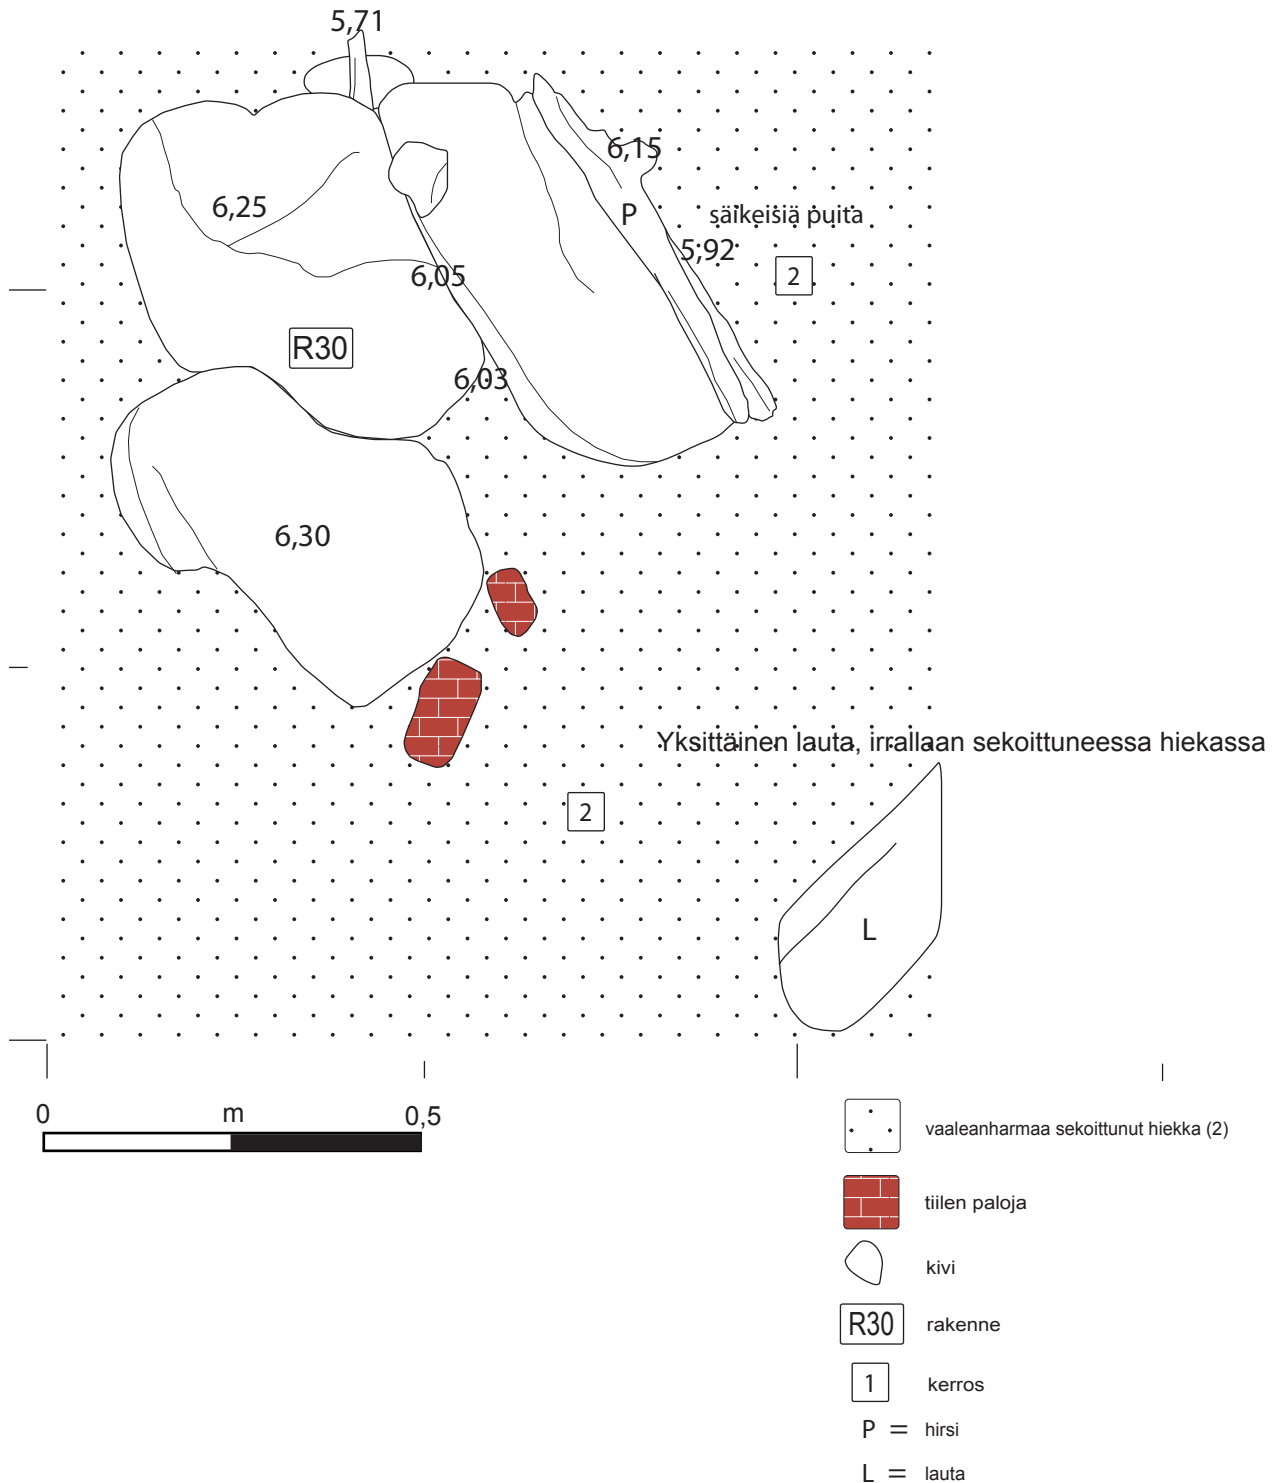 5,71
6,15
P
säikeisiä puita
6,25
5,92
6,05
2
R30
6,03
6,30
Yksittäinen lauta, irrallaan sekoittuneessa hiekassa
2
L
0 m 0,5
vaaleanharmaa sekoittunut hiekka (2)
tiilen paloja
kivi
R30 rakenne
1 kerros
P = hirsi
L = lauta